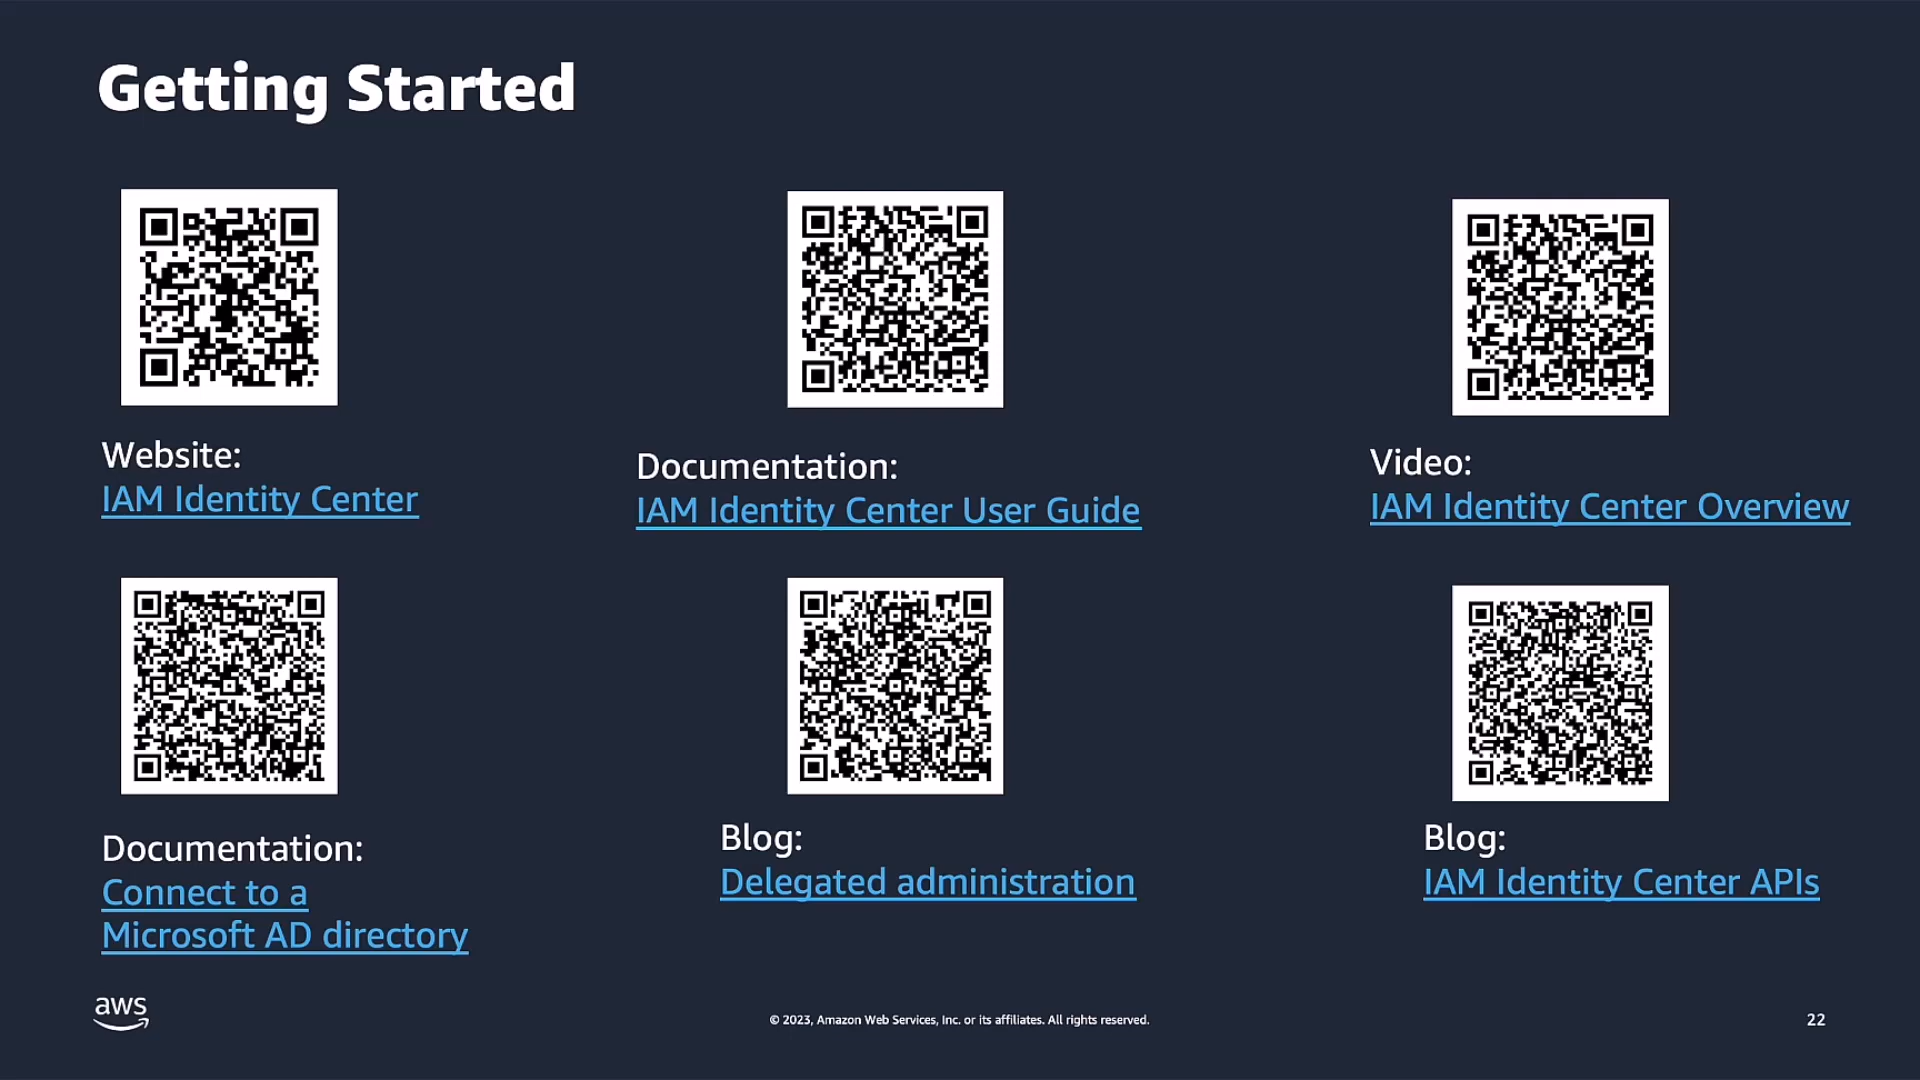 Getting Started
Website:
IAM Identity Center
Documentation:
IAM Identity Center User Guide
Video:
IAM Identity Center Overview
Documentation:
Connect to a
Microsoft AD directory
Blog:
Delegated administration
Blog:
IAM Identity Center APIs
aws
© 2023, Amazon Web Services, Inc. or its affiliates. All rights reserved.
22